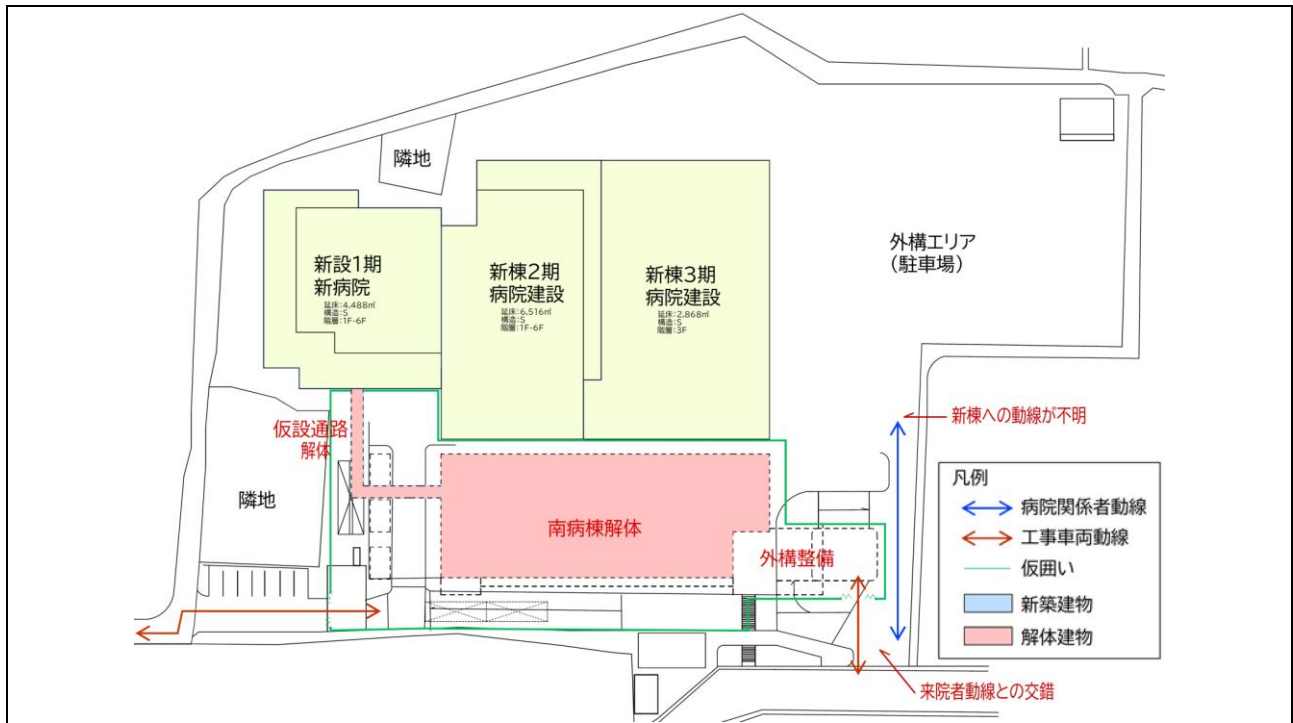 隣地
新設1期
新病院
延床:4,488㎡
構造:S
階層:1F-6F
新棟2期
病院建設
延床:6,516㎡
構造:S
階層:1F-6F
新棟3期
病院建設
延床:2,868㎡
構造:S
階層:3F
外構エリア
(駐車場)
仮設通路
解体
隣地
南病棟解体
外構整備
新棟への動線が不明
凡例
病院関係者動線
工事車両動線
仮囲い
新築建物
解体建物
来院者動線との交錯